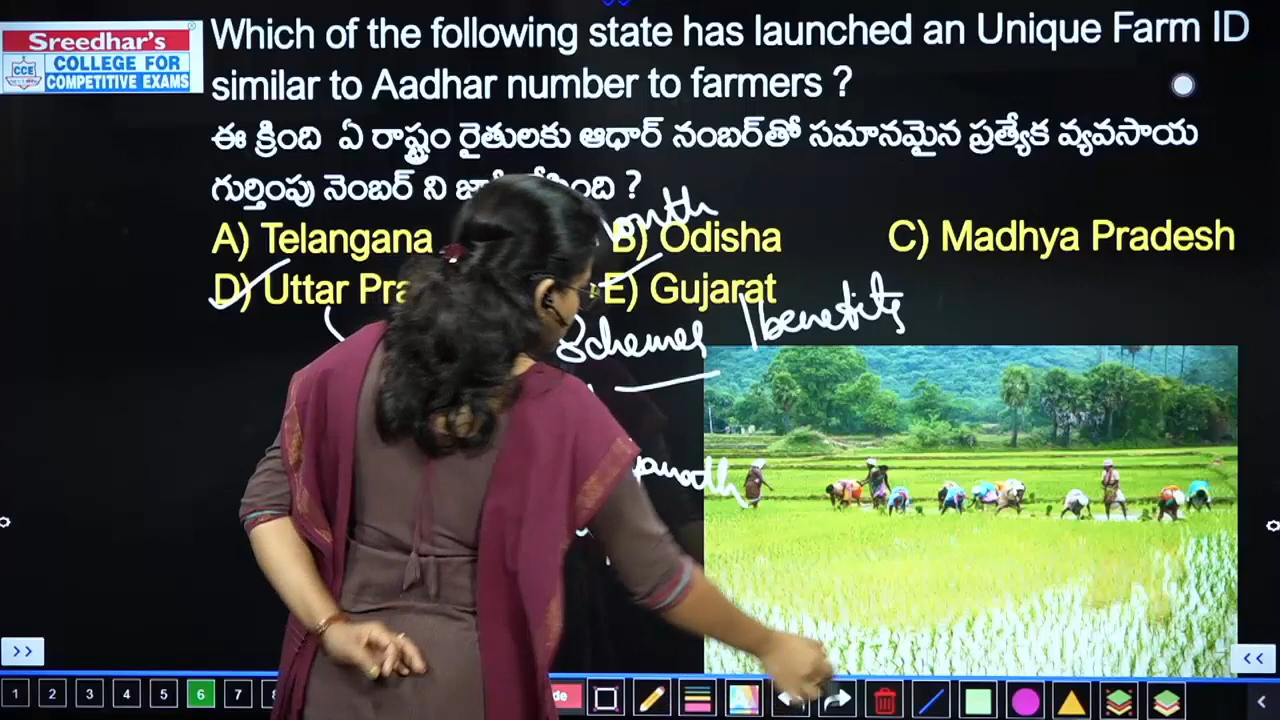 Sreedhar's
CCE
COLLEGE FOR
COMPETITIVE EXAMS
Which of the following state has launched an Unique Farm ID
similar to Aadhar number to farmers ?
ఈ క్రింది ఏ రాష్ట్రం రైతులకు ఆధార్ నంబర్‌తో సమానమైన ప్రత్యేక వ్యవసాయ
గుర్తింపు నెంబర్ ని ?
A) Telangana B) Odisha C) Madhya Pradesh
D) Uttar E) Gujarat
Schemes / benefits
>> <<
1 2 3 4 5 6 7